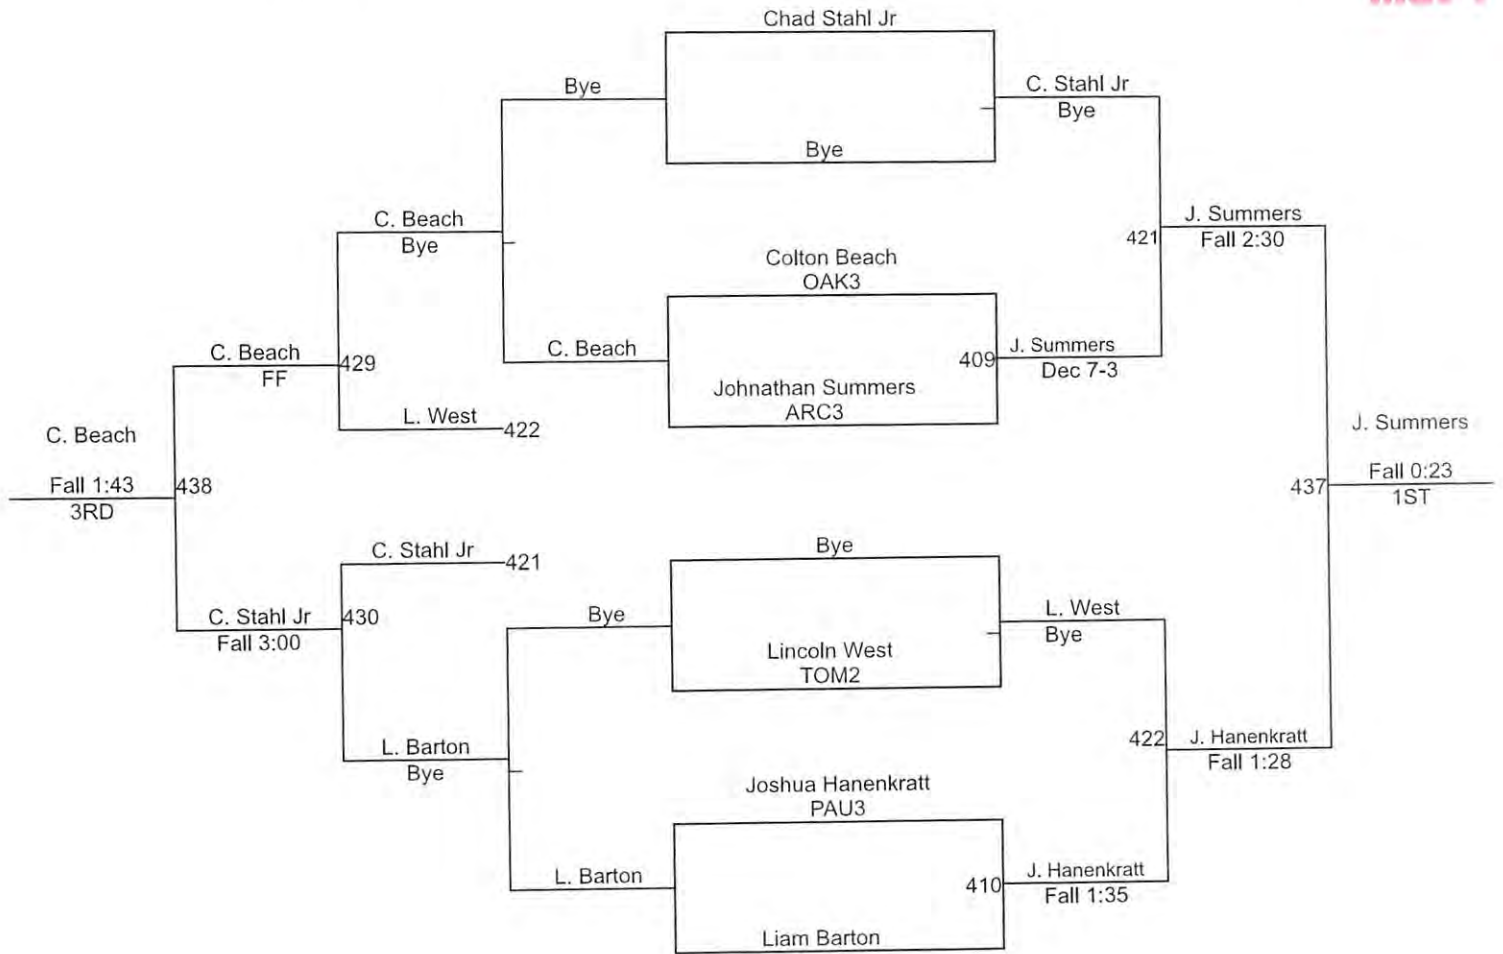 Chad Stahl Jr
Bye
C. Stahl Jr
Bye
Bye
C. Beach
Bye
J. Summers
421
Fall 2:30
Colton Beach
OAK3
C. Beach
J. Summers
409
Dec 7-3
C. Beach
429
FF
Johnathan Summers
ARC3
L. West
422
C. Beach
J. Summers
Fall 1:43
438
3RD
Fall 0:23
437
1ST
C. Stahl Jr
421
Bye
C. Stahl Jr
430
Fall 3:00
Bye
L. West
Bye
Lincoln West
TOM2
L. Barton
Bye
422
J. Hanenkratt
Fall 1:28
Joshua Hanenkratt
PAU3
L. Barton
410
J. Hanenkratt
Fall 1:35
Liam Barton